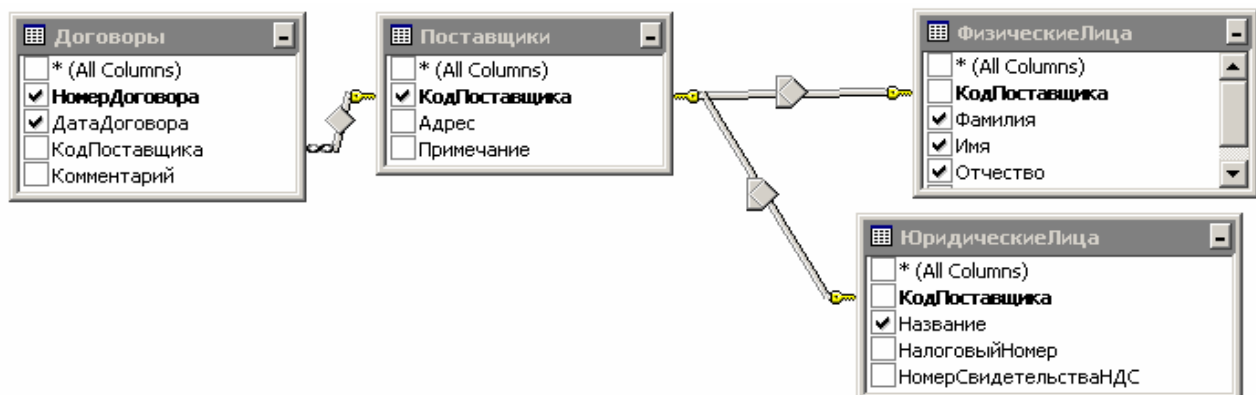 Договоры
* (All Columns)
НомерДоговора
ДатаДоговора
КодПоставщика
Комментарий
Поставщики
* (All Columns)
КодПоставщика
Адрес
Примечание
ФизическиеЛица
* (All Columns)
КодПоставщика
Фамилия
Имя
Отчество
ЮридическиеЛица
* (All Columns)
КодПоставщика
Название
НалоговыйНомер
НомерСвидетельстваНДС